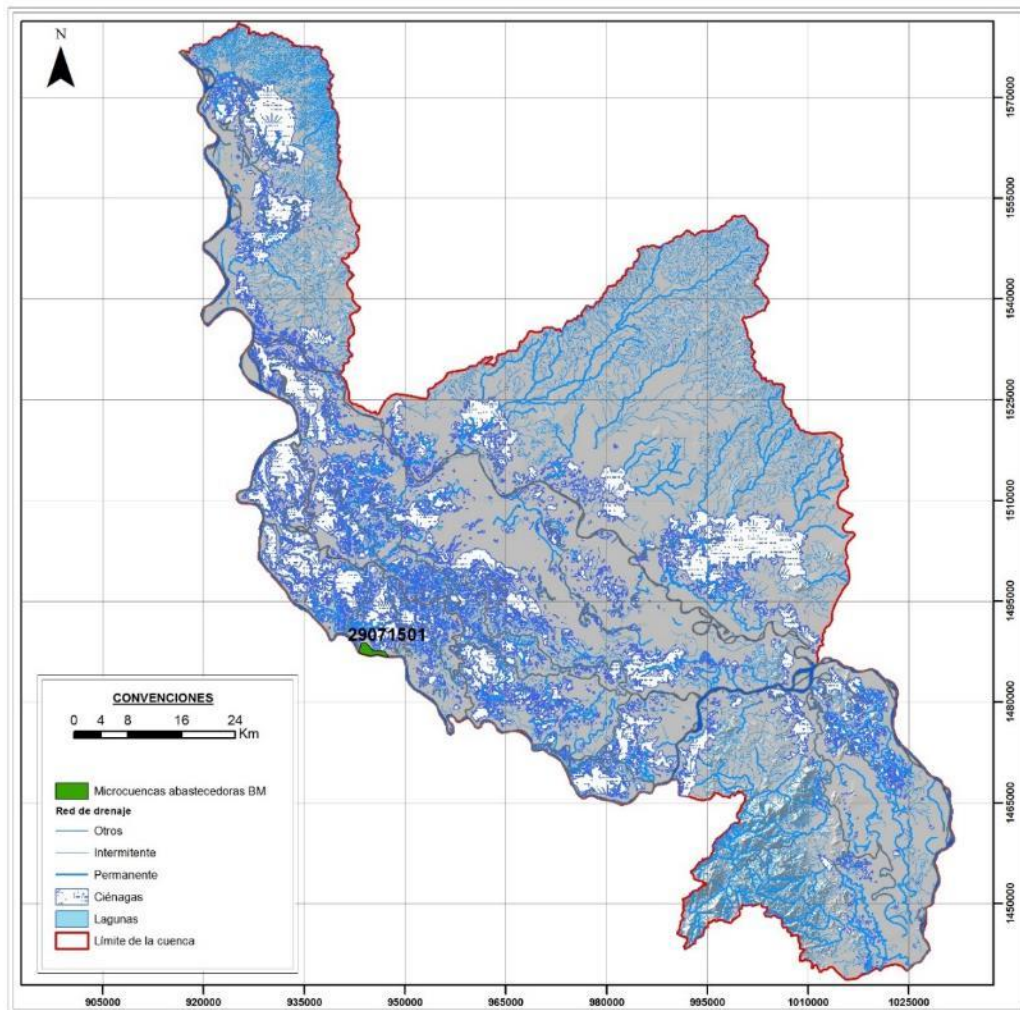 N
1570000
1555000
1540000
1525000
1510000
1495000
1480000
1465000
1450000
29071501
CONVENCIONES
0 4 8 16 24
Km
Microcuencas abastecedoras BM
Red de drenaje
Otros
Intermitente
Permanente
Ciénagas
Lagunas
Límite de la cuenca
905000 920000 935000 950000 965000 980000 995000 1010000 1025000